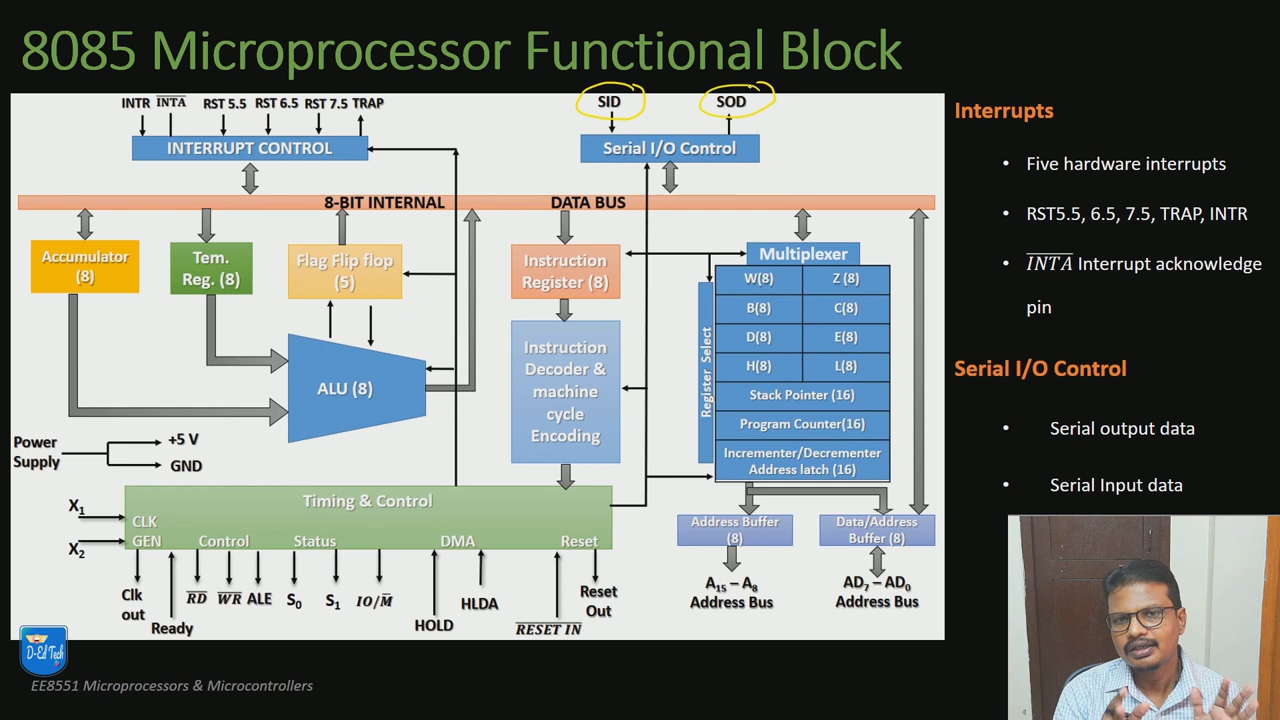 8085 Microprocessor Functional Block
INTR INTA RST 5.5 RST 6.5 RST 7.5 TRAP
SID SOD
INTERRUPT CONTROL
Serial I/O Control
8-BIT INTERNAL DATA BUS
Accumulator
(8)
Tem.
Reg. (8)
Flag Flip flop
(5)
Instruction
Register (8)
Multiplexer
W(8) Z (8)
B(8) C(8)
D(8) E(8)
H(8) L(8)
Stack Pointer (16)
Program Counter(16)
Incrementer/Decrementer
Address latch (16)
Register Select
ALU (8)
Instruction
Decoder &
machine
cycle
Encoding
Power
Supply
+5 V
GND
X1
X2
Timing & Control
CLK
GEN Control Status DMA Reset
Clk
out
Ready
RD WR ALE S0 S1 IO/M
HOLD
HLDA
RESET IN
Reset
Out
Address Buffer
(8)
Data/Address
Buffer (8)
A15 – A8
Address Bus
AD7 – AD0
Address Bus
Interrupts
• Five hardware interrupts
• RST5.5, 6.5, 7.5, TRAP, INTR
• INTA Interrupt acknowledge
pin
Serial I/O Control
• Serial output data
• Serial Input data
D-Ed Tech
EE8551 Microprocessors & Microcontrollers